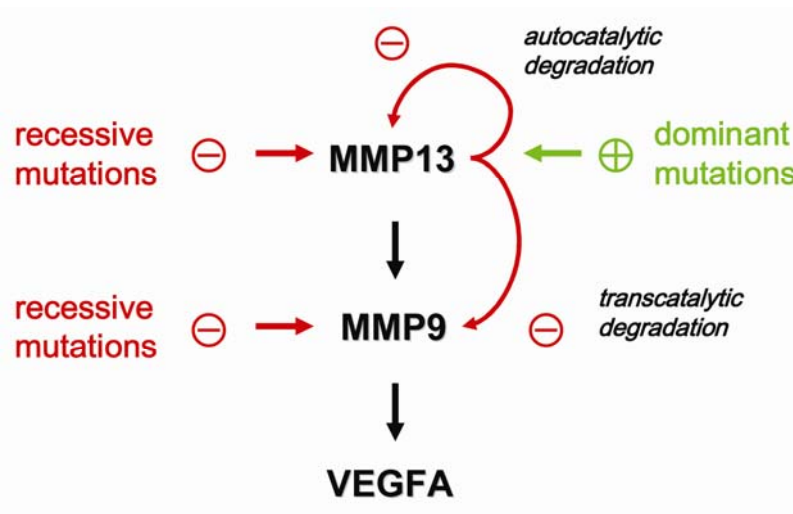 autocatalytic
degradation
recessive
mutations
MMP13
dominant
mutations
recessive
mutations
MMP9
transcatalytic
degradation
VEGFA